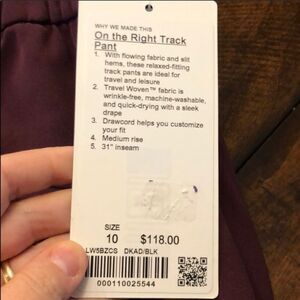 WHY WE MADE THIS
On the Right Track
Pant
1. With flowing fabric and slit
hems, these relaxed-fitting
track pants are ideal for
travel and leisure
2. Travel Woven™ fabric is
wrinkle-free, machine-washable,
and quick-drying with a sleek
drape
3. Drawcord helps you customize
your fit
4. Medium rise
5. 31" inseam
SIZE
10 $118.00
LW5BZCS DKAD/BLK
000110025544